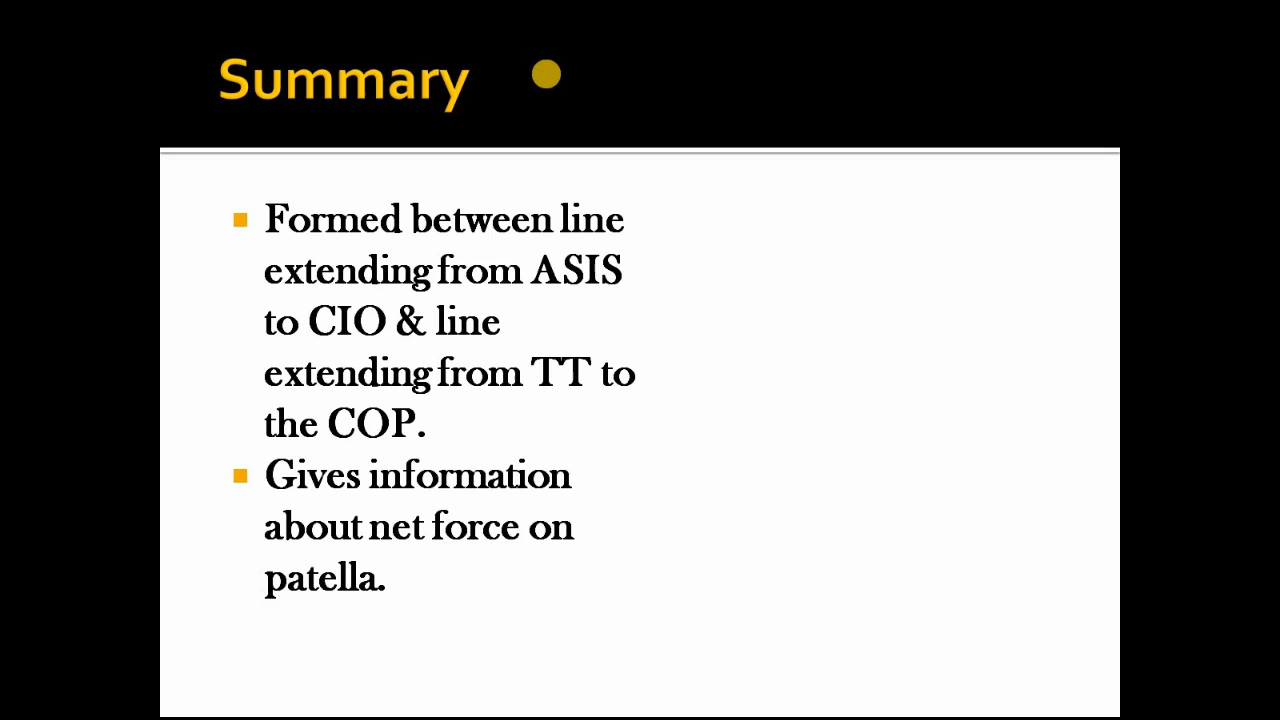 Summary
Formed between line
extending from ASIS
to CIO & line
extending from TT to
the COP.
Gives information
about net force on
patella.